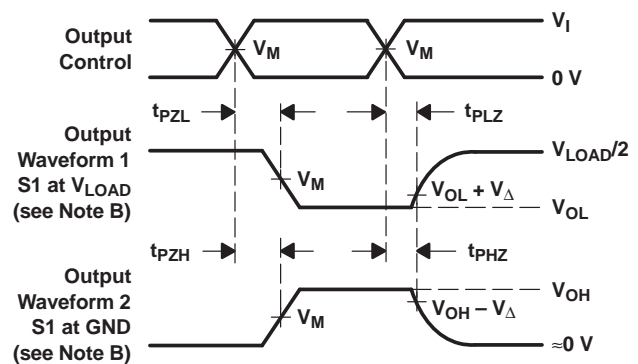 Output
Control
V_M
V_M
V_I
0 V
t_PZL
t_PLZ
Output
Waveform 1
S1 at V_LOAD
(see Note B)
V_M
V_LOAD/2
V_OL + V_Δ
V_OL
t_PZH
t_PHZ
Output
Waveform 2
S1 at GND
(see Note B)
V_M
V_OH
V_OH – V_Δ
≈0 V